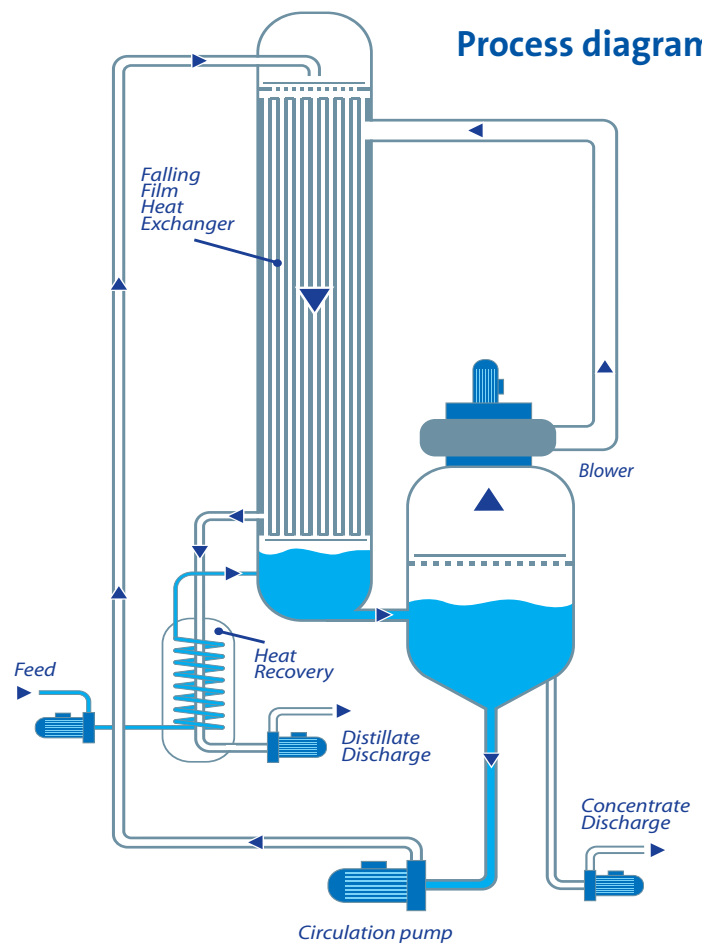 Process diagram
Falling
Film
Heat
Exchanger
Blower
Heat
Recovery
Feed
Distillate
Discharge
Concentrate
Discharge
Circulation pump